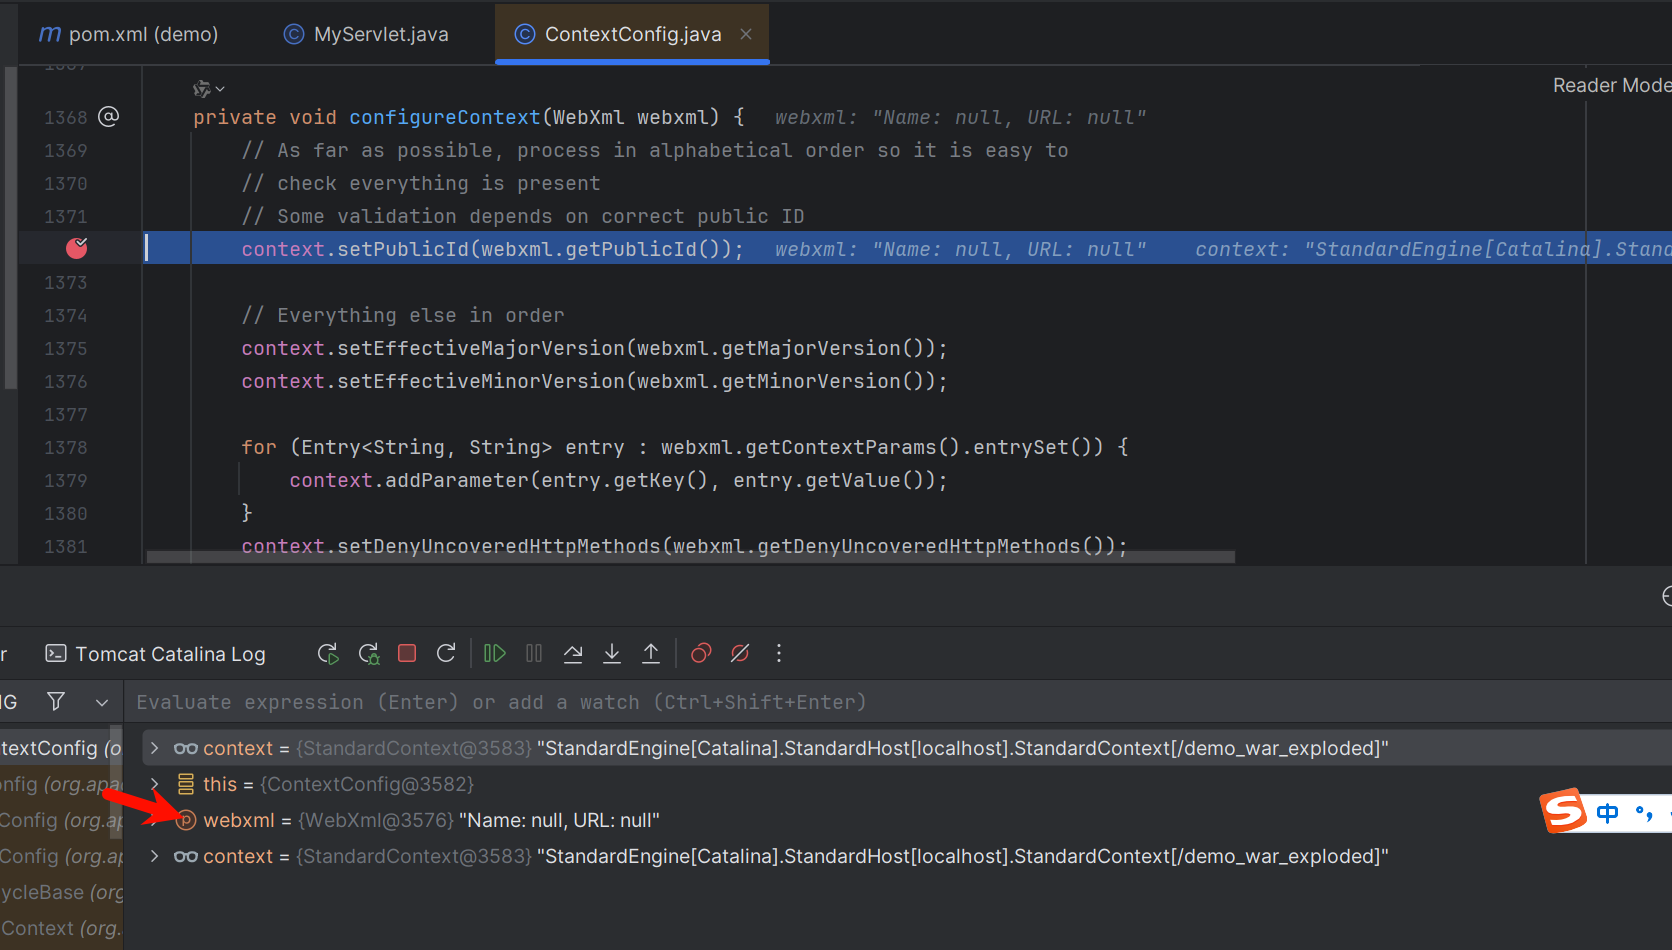 m pom.xml (demo) © MyServlet.java © ContextConfig.java ×
Reader Mode
1368 @ private void configureContext(WebXml webxml) { webxml: "Name: null, URL: null"
1369 // As far as possible, process in alphabetical order so it is easy to
1370 // check everything is present
1371 // Some validation depends on correct public ID
context.setPublicId(webxml.getPublicId()); webxml: "Name: null, URL: null" context: "StandardEngine[Catalina].Stand
1373
1374 // Everything else in order
1375 context.setEffectiveMajorVersion(webxml.getMajorVersion());
1376 context.setEffectiveMinorVersion(webxml.getMinorVersion());
1377
1378 for (Entry<String, String> entry : webxml.getContextParams().entrySet()) {
1379 context.addParameter(entry.getKey(), entry.getValue());
1380 }
1381 context.setDenyUncoveredHttpMethods(webxml.getDenyUncoveredHttpMethods());
r Tomcat Catalina Log
IG Evaluate expression (Enter) or add a watch (Ctrl+Shift+Enter)
textConfig (o context = {StandardContext@3583} "StandardEngine[Catalina].StandardHost[localhost].StandardContext[/demo_war_exploded]"
onfig (org.apa this = {ContextConfig@3582}
Config (org.ap p webxml = {WebXml@3576} "Name: null, URL: null"
Config (org.ap context = {StandardContext@3583} "StandardEngine[Catalina].StandardHost[localhost].StandardContext[/demo_war_exploded]"
ycleBase (org
Context (org.
S 中 °,